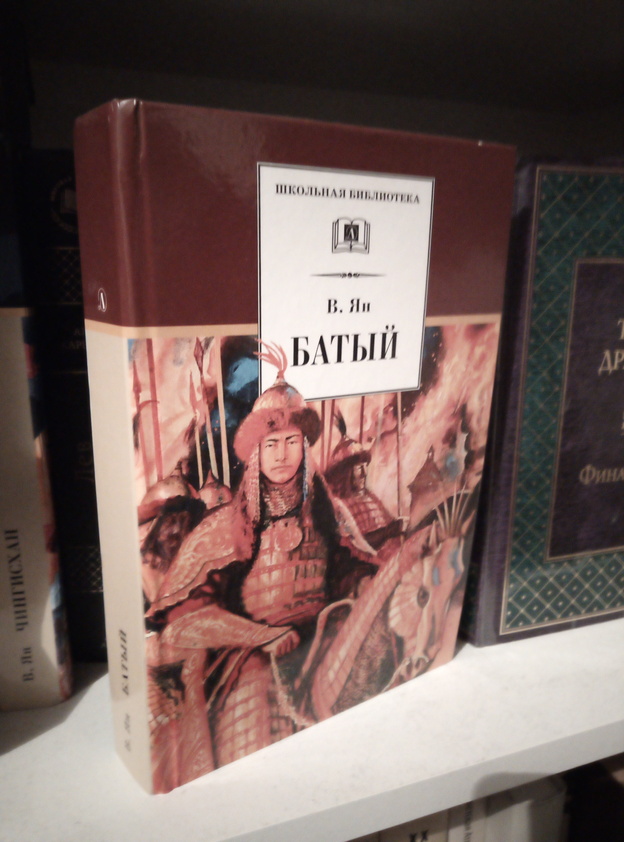 ШКОЛЬНАЯ БИБЛИОТЕКА
В. Ян
БАТЫЙ
В. Ян БАТЫЙ
В. Ян ЧИНГИСХАН